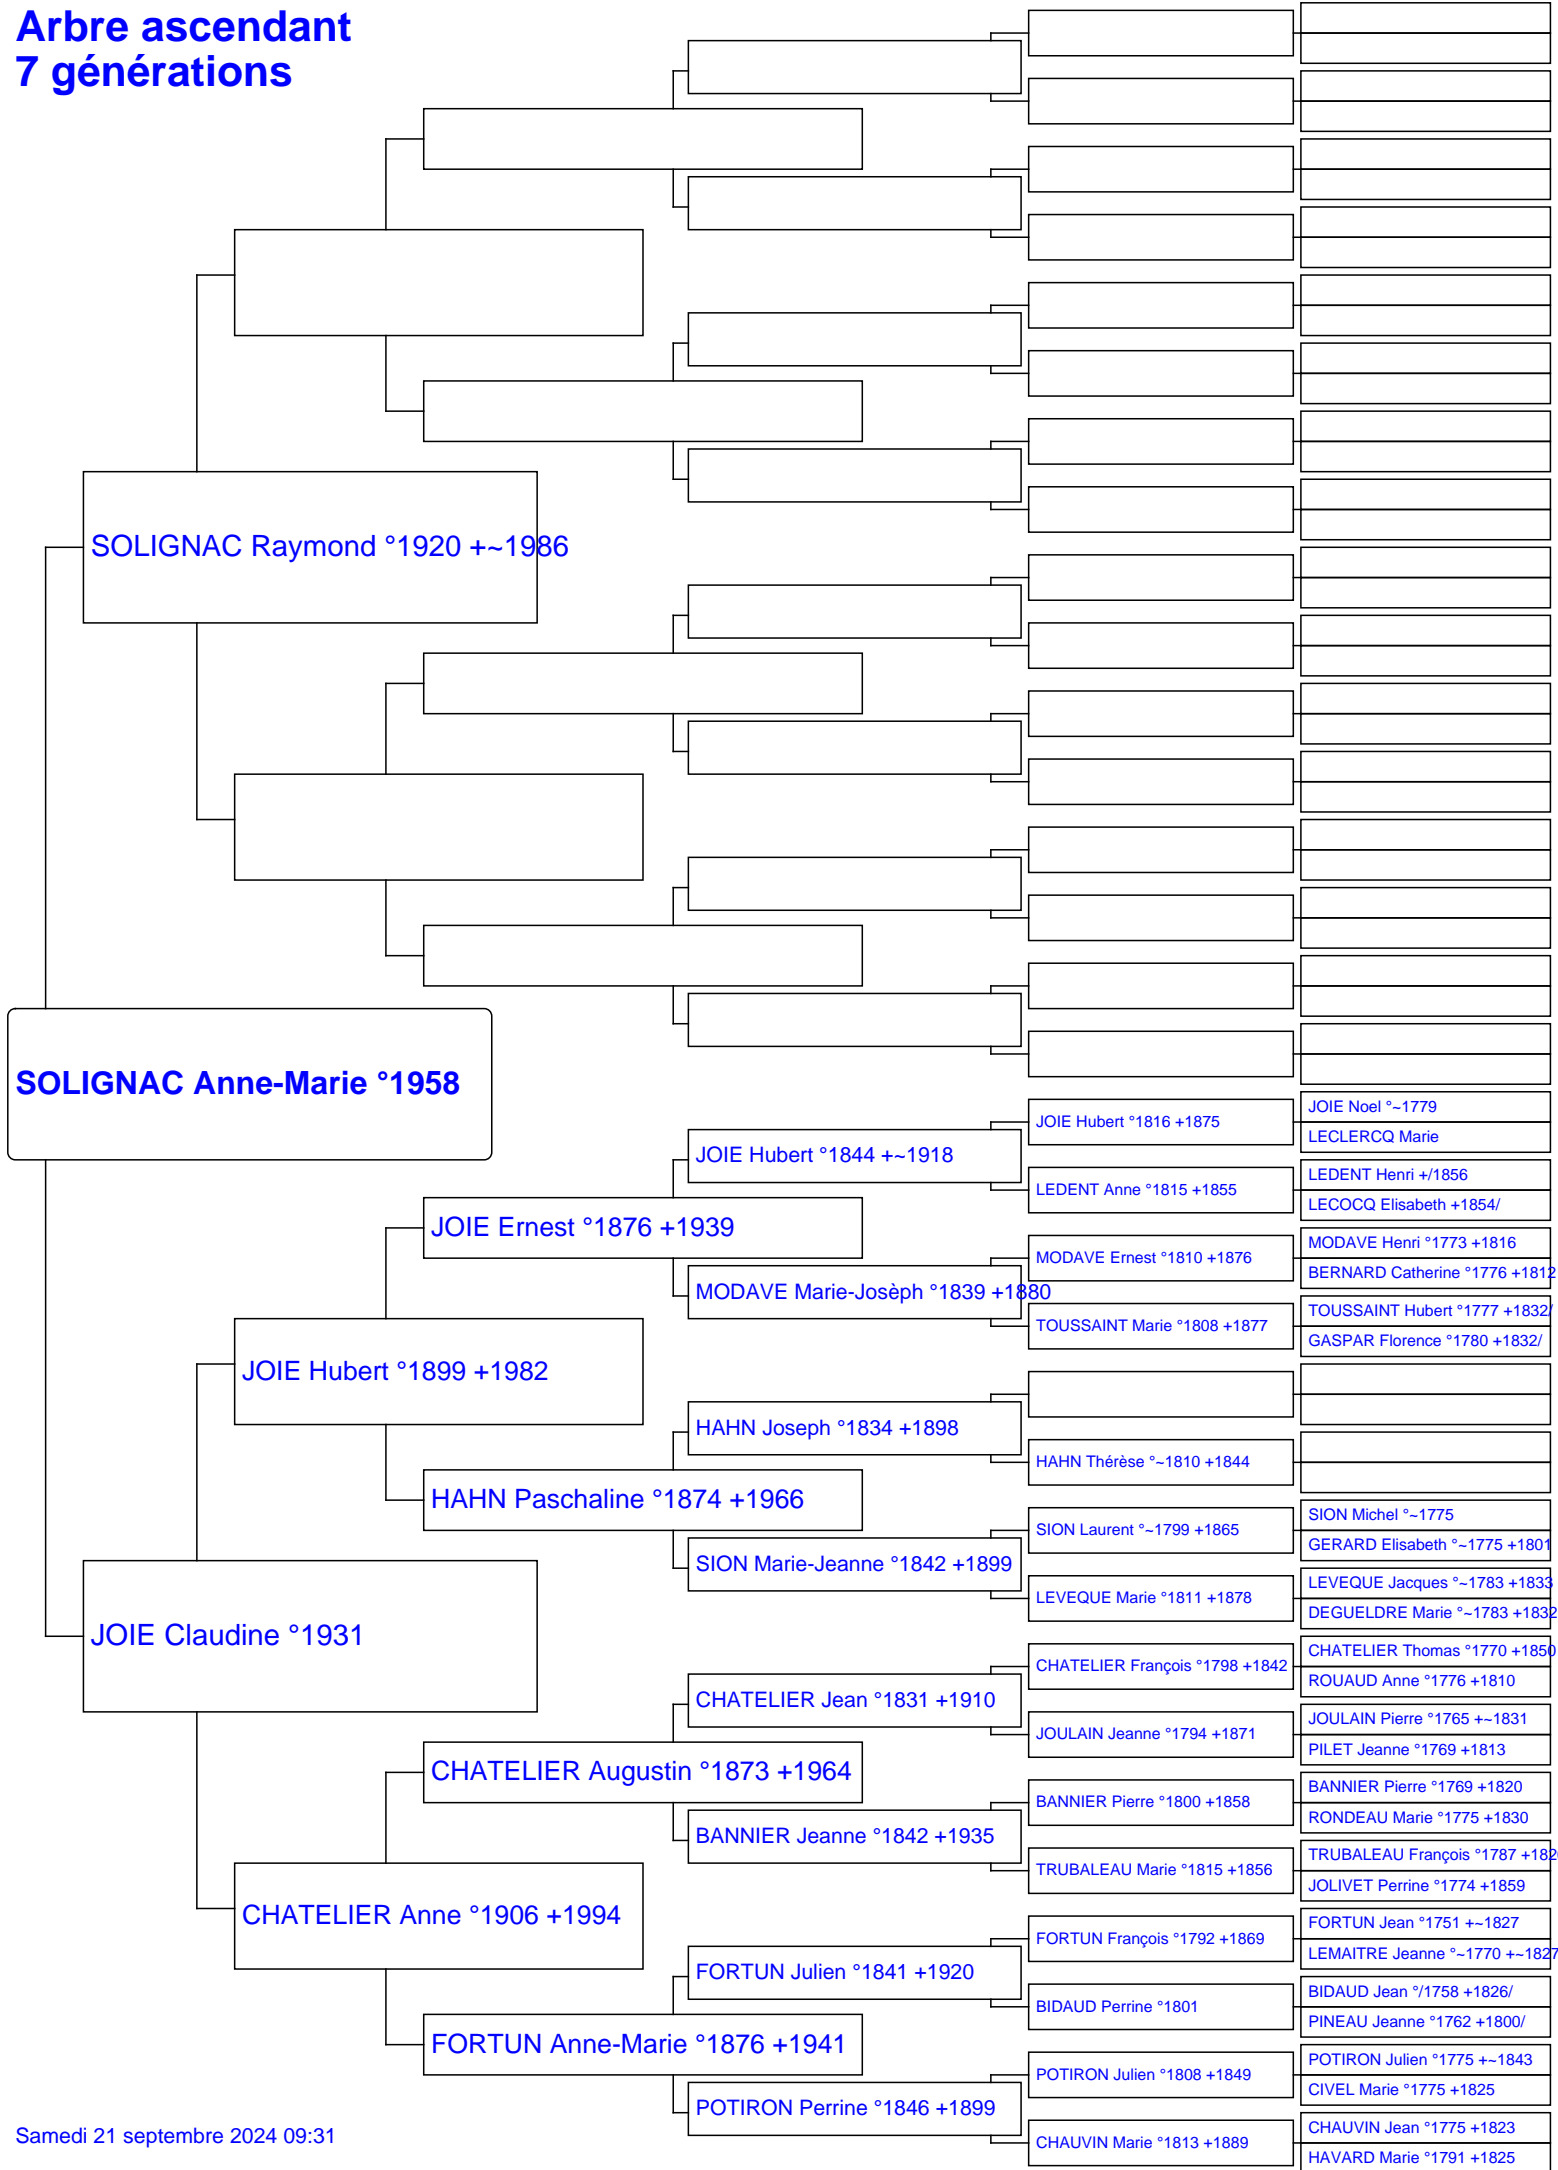 Arbre ascendant
7 générations
SOLIGNAC Raymond °1920 +~1986
SOLIGNAC Anne-Marie °1958
JOIE Noel °~1779
JOIE Hubert °1816 +1875
LECLERCQ Marie
JOIE Hubert °1844 +~1918
LEDENT Henri +/1856
LEDENT Anne °1815 +1855
LECOCQ Elisabeth +1854/
JOIE Ernest °1876 +1939
MODAVE Henri °1773 +1816
MODAVE Ernest °1810 +1876
BERNARD Catherine °1776 +1812
MODAVE Marie-Josèph °1839 +1880
TOUSSAINT Hubert °1777 +1832/
TOUSSAINT Marie °1808 +1877
GASPAR Florence °1780 +1832/
JOIE Hubert °1899 +1982
HAHN Joseph °1834 +1898
HAHN Thérèse °~1810 +1844
HAHN Paschaline °1874 +1966
SION Michel °~1775
SION Laurent °~1799 +1865
GERARD Elisabeth °~1775 +1801
SION Marie-Jeanne °1842 +1899
LEVEQUE Jacques °~1783 +1833
LEVEQUE Marie °1811 +1878
DEGUELDRE Marie °~1783 +1832
JOIE Claudine °1931
CHATELIER Thomas °1770 +1850
CHATELIER François °1798 +1842
ROUAUD Anne °1776 +1810
CHATELIER Jean °1831 +1910
JOULAIN Pierre °1765 +~1831
JOULAIN Jeanne °1794 +1871
PILET Jeanne °1769 +1813
CHATELIER Augustin °1873 +1964
BANNIER Pierre °1769 +1820
BANNIER Pierre °1800 +1858
RONDEAU Marie °1775 +1830
BANNIER Jeanne °1842 +1935
TRUBALEAU François °1787
TRUBALEAU Marie °1815 +1856
JOLIVET Perrine °1774 +1859
CHATELIER Anne °1906 +1994
FORTUN Jean °1751 +~1827
FORTUN François °1792 +1869
LEMAITRE Jeanne °~1770 +~1827
FORTUN Julien °1841 +1920
BIDAUD Jean °/1758 +1826/
BIDAUD Perrine °1801
PINEAU Jeanne °1762 +1800/
FORTUN Anne-Marie °1876 +1941
POTIRON Julien °1775 +~1843
POTIRON Julien °1808 +1849
CIVEL Marie °1775 +1825
POTIRON Perrine °1846 +1899
CHAUVIN Jean °1775 +1823
CHAUVIN Marie °1813 +1889
HAVARD Marie °1791 +1825
Samedi 21 septembre 2024 09:31